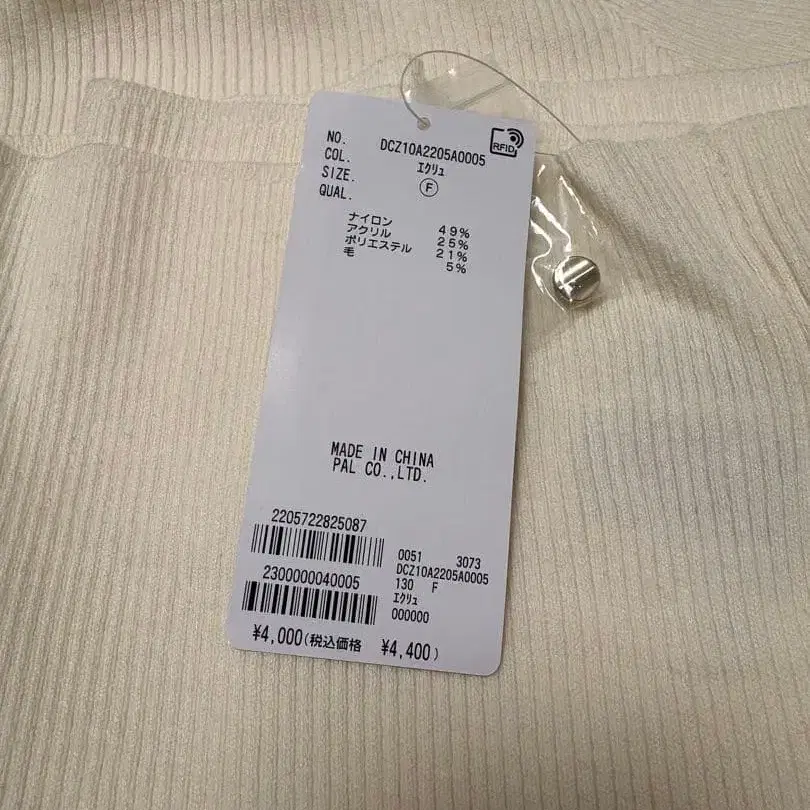 RFID
NO. DCZ10A2205A0005
COL. エクリュ
SIZE. Ⓕ
QUAL.
ナイロン 49%
アクリル 25%
ポリエステル 21%
毛 5%
MADE IN CHINA
PAL CO.,LTD.
2205722825087
2300000040005
0051 3073
DCZ10A2205A0005
130 F
エクリュ
000000
¥4,000(税込価格 ¥4,400)